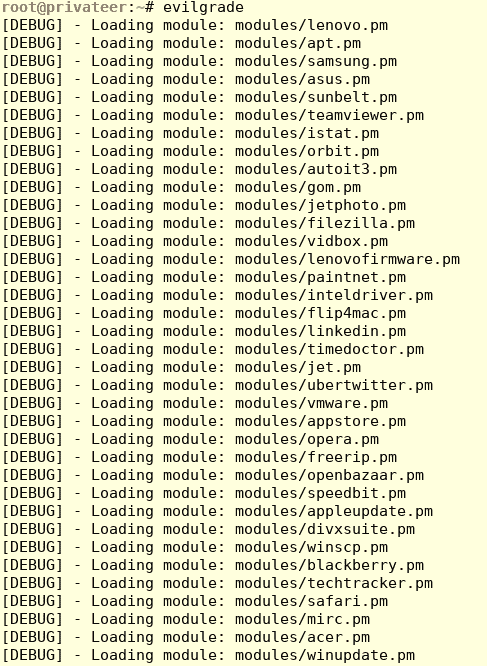 root@privateer:~# evilgrade
[DEBUG] - Loading module: modules/lenovo.pm
[DEBUG] - Loading module: modules/apt.pm
[DEBUG] - Loading module: modules/samsung.pm
[DEBUG] - Loading module: modules/asus.pm
[DEBUG] - Loading module: modules/sunbelt.pm
[DEBUG] - Loading module: modules/teamviewer.pm
[DEBUG] - Loading module: modules/istat.pm
[DEBUG] - Loading module: modules/orbit.pm
[DEBUG] - Loading module: modules/autoit3.pm
[DEBUG] - Loading module: modules/gom.pm
[DEBUG] - Loading module: modules/jetphoto.pm
[DEBUG] - Loading module: modules/filezilla.pm
[DEBUG] - Loading module: modules/vidbox.pm
[DEBUG] - Loading module: modules/lenovofirmware.pm
[DEBUG] - Loading module: modules/paintnet.pm
[DEBUG] - Loading module: modules/inteldriver.pm
[DEBUG] - Loading module: modules/flip4mac.pm
[DEBUG] - Loading module: modules/linkedin.pm
[DEBUG] - Loading module: modules/timedoctor.pm
[DEBUG] - Loading module: modules/jet.pm
[DEBUG] - Loading module: modules/ubertwitter.pm
[DEBUG] - Loading module: modules/vmware.pm
[DEBUG] - Loading module: modules/appstore.pm
[DEBUG] - Loading module: modules/opera.pm
[DEBUG] - Loading module: modules/freerip.pm
[DEBUG] - Loading module: modules/openbazaar.pm
[DEBUG] - Loading module: modules/speedbit.pm
[DEBUG] - Loading module: modules/appleupdate.pm
[DEBUG] - Loading module: modules/divxsuite.pm
[DEBUG] - Loading module: modules/winscp.pm
[DEBUG] - Loading module: modules/blackberry.pm
[DEBUG] - Loading module: modules/techtracker.pm
[DEBUG] - Loading module: modules/safari.pm
[DEBUG] - Loading module: modules/mirc.pm
[DEBUG] - Loading module: modules/acer.pm
[DEBUG] - Loading module: modules/winupdate.pm